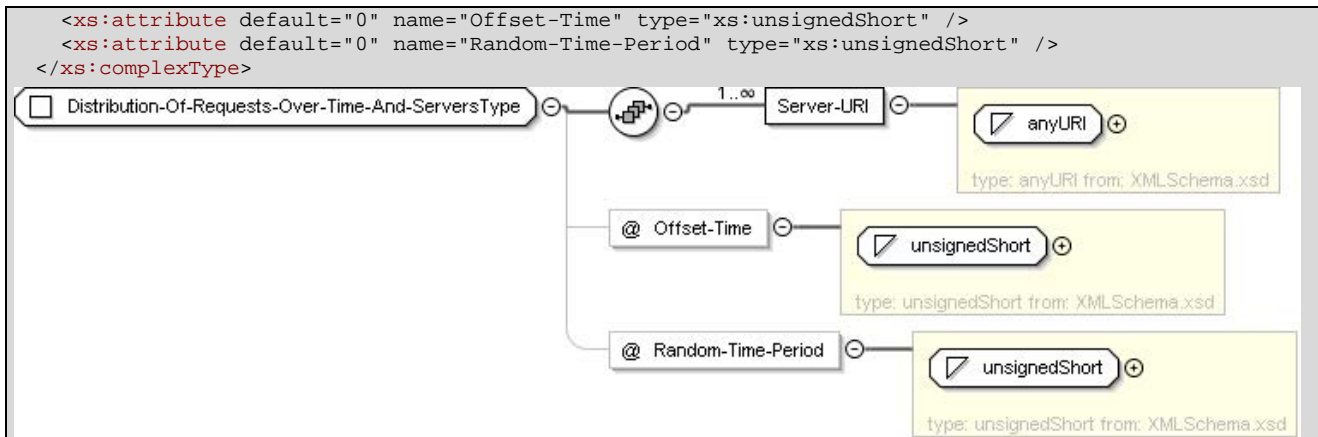 <xs:attribute default="0" name="Offset-Time" type="xs:unsignedShort" />
<xs:attribute default="0" name="Random-Time-Period" type="xs:unsignedShort" />
</xs:complexType>
Distribution-Of-Requests-Over-Time-And-ServersType
1..∞
Server-URI
anyURI
type: anyURI from: XMLSchema.xsd
@ Offset-Time
unsignedShort
type: unsignedShort from: XMLSchema.xsd
@ Random-Time-Period
unsignedShort
type: unsignedShort from: XMLSchema.xsd